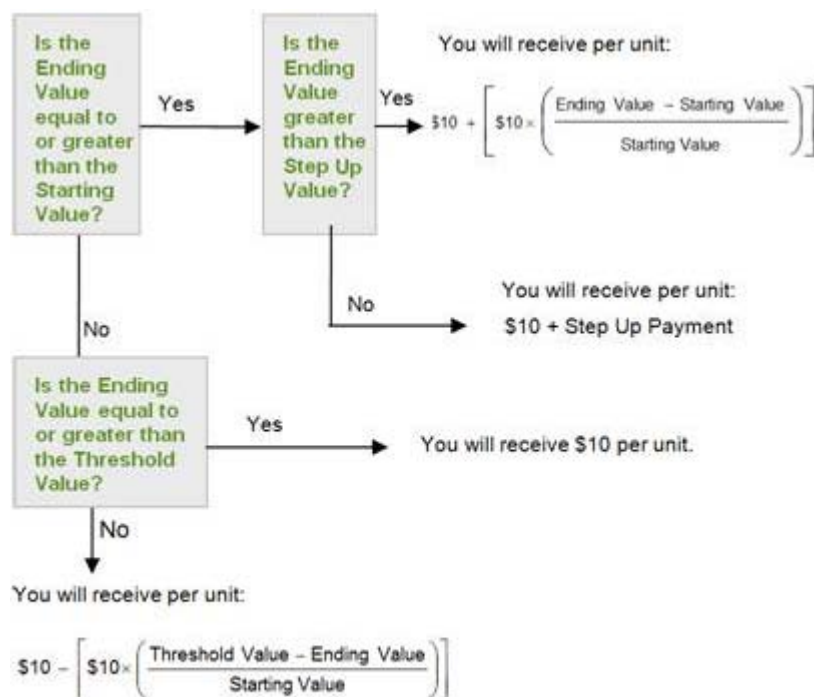 Is the
Ending
Value
equal to
or greater
than the
Starting
Value?
Yes
Is the
Ending
Value
greater
than the
Step Up
Value?
Yes
You will receive per unit:
$10 + [ $10 × ( Ending Value – Starting Value
Starting Value ) ]
No
You will receive per unit:
$10 + Step Up Payment
No
Is the Ending
Value equal to
or greater than
the Threshold
Value?
Yes
You will receive $10 per unit.
No
You will receive per unit:
$10 – [ $10× ( Threshold Value – Ending Value
Starting Value ) ]